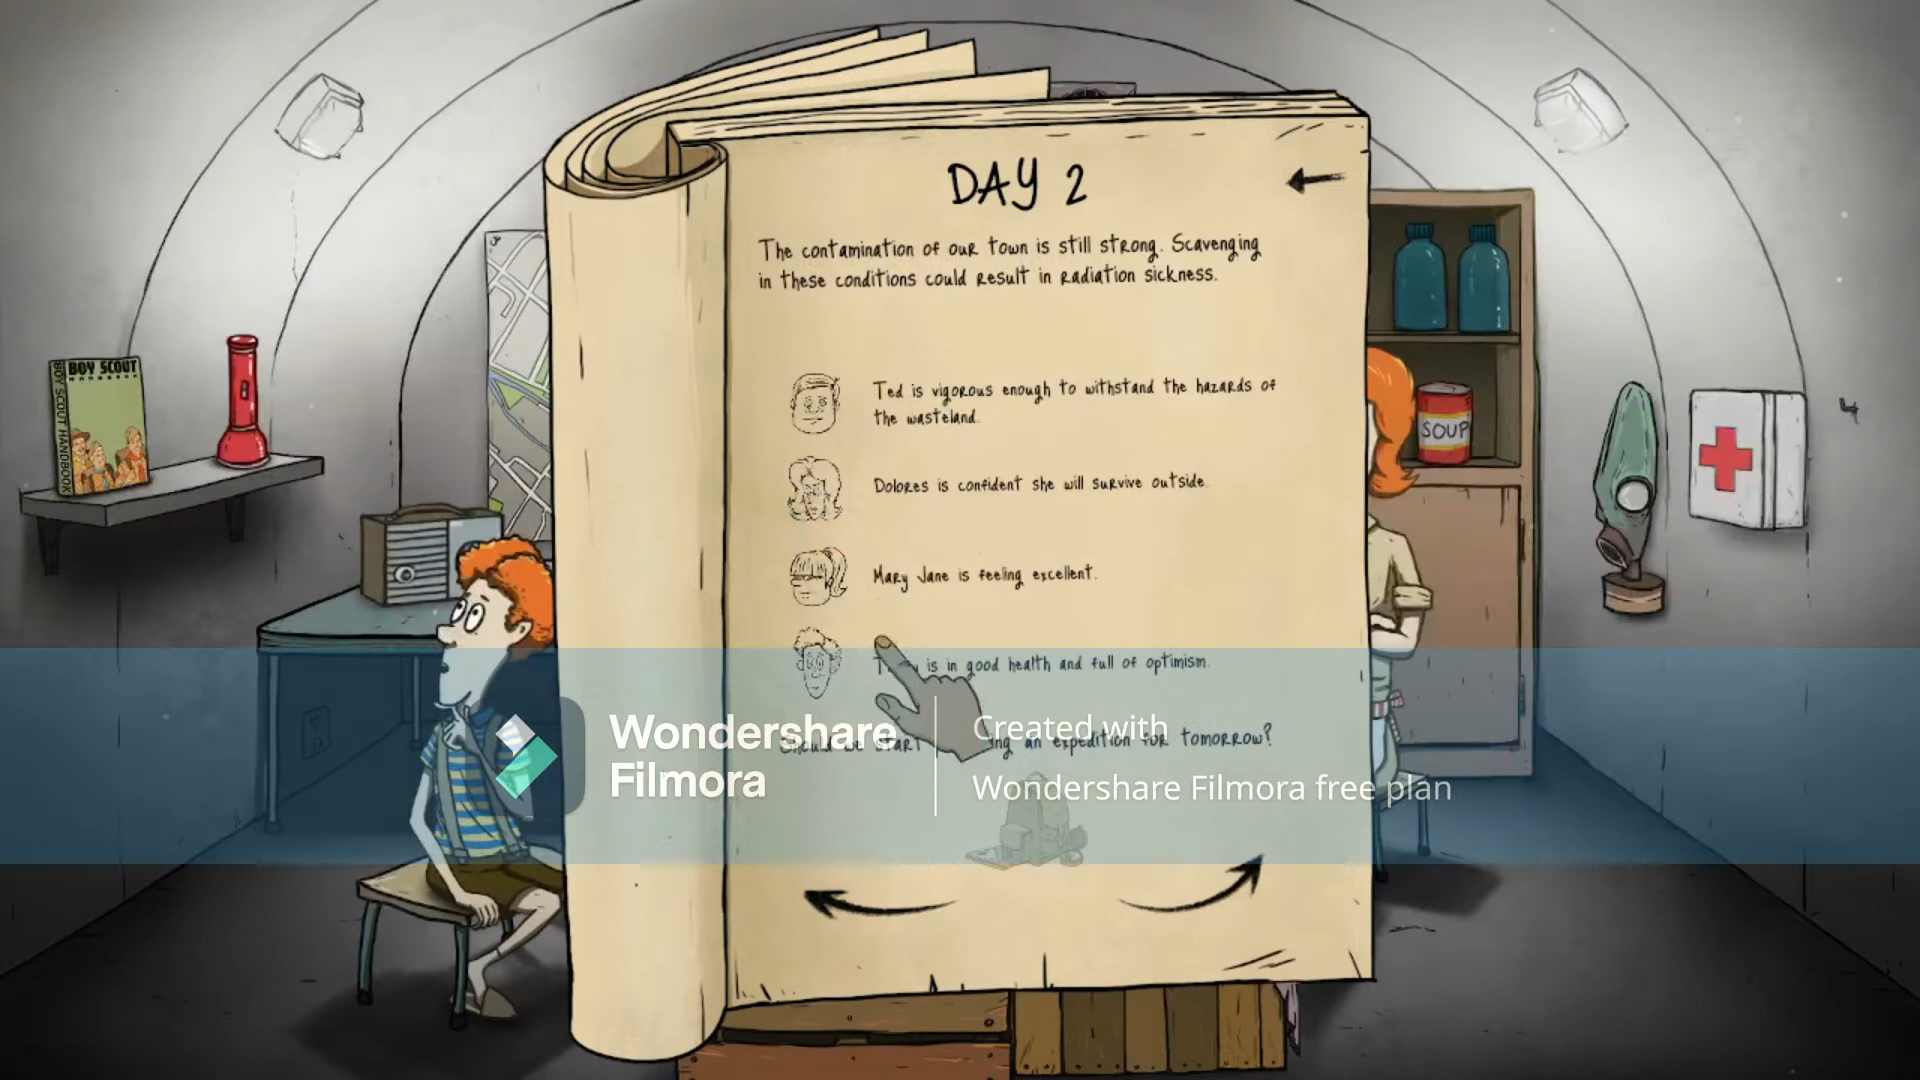 DAY 2
The contamination of our town is still strong. Scavenging
in these conditions could result in radiation sickness.
BOY SCOUT
BOY SCOUT HANDBOOK
Ted is vigorous enough to withstand the hazards of
the wasteland.
SOUP
Dolores is confident she will survive outside.
Mary Jane is feeling excellent.
is in good health and full of optimism.
Should we start an expedition for tomorrow?
Wondershare
Filmora
Created with
Wondershare Filmora free plan